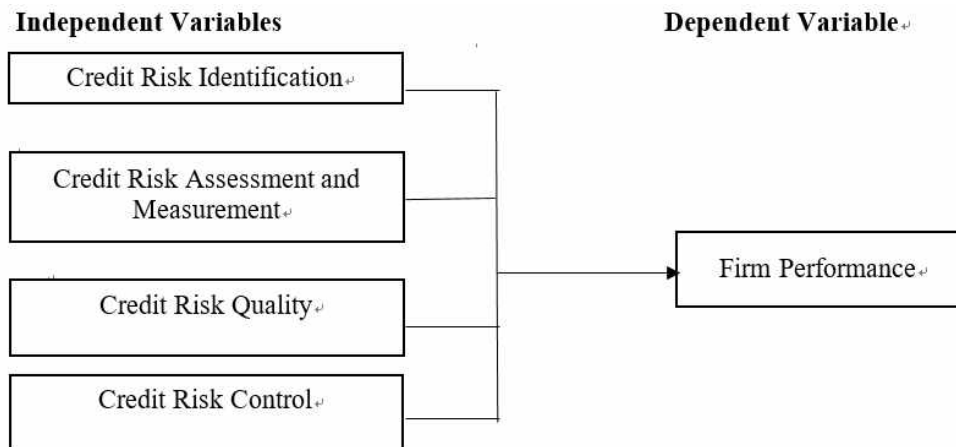 Independent Variables
Dependent Variable
Credit Risk Identification
Credit Risk Assessment and
Measurement
Credit Risk Quality
Credit Risk Control
Firm Performance